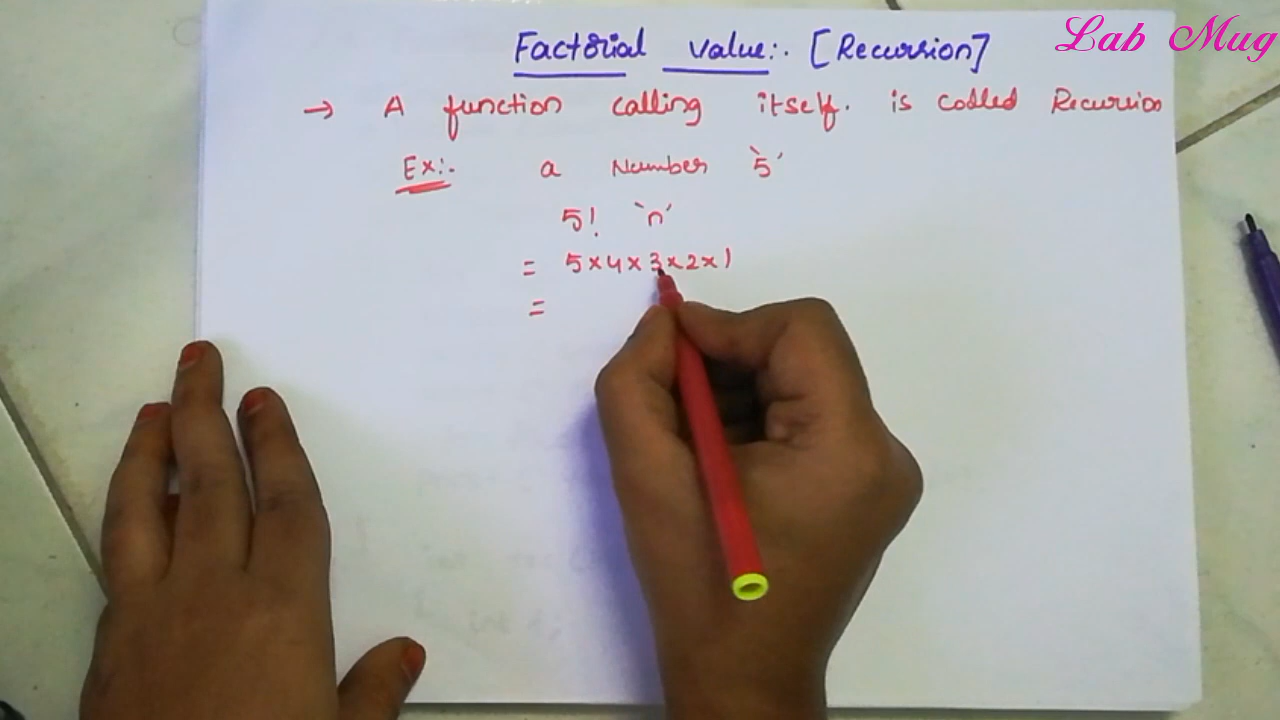 Lab Mug
Factorial value:. [Recursion]
→ A function calling itself. is called Recursion
Ex:- a Number `5'
5! `n'
= 5×4×3×2×1
=